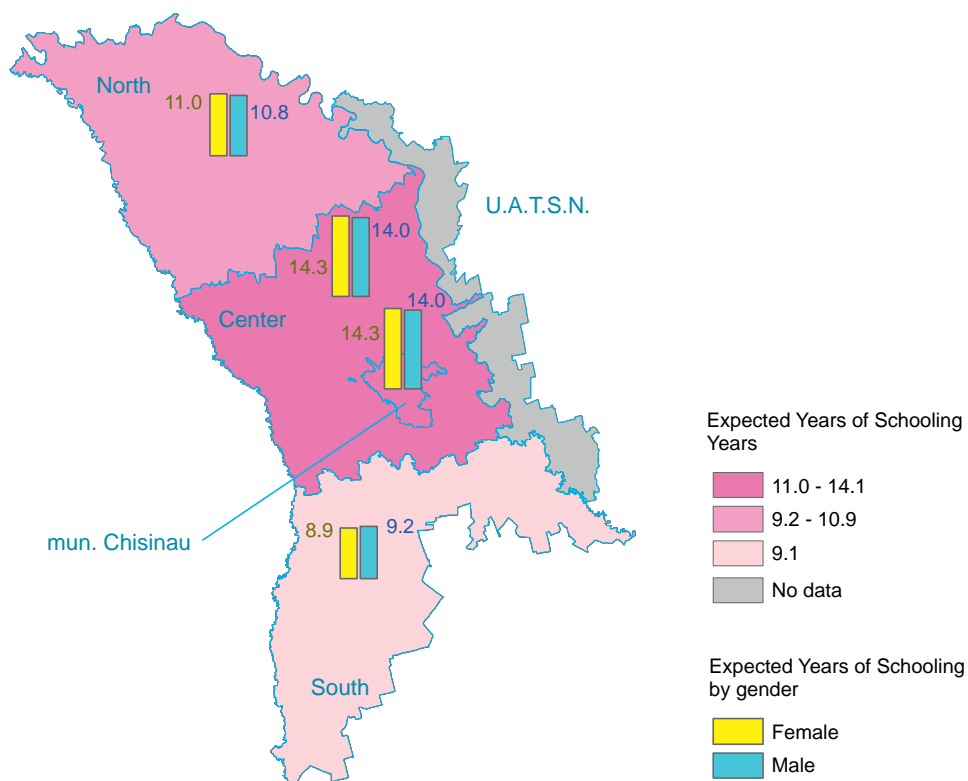 North
11.0
10.8
U.A.T.S.N.
14.0
14.3
14.0
Center
14.3
mun. Chisinau
8.9
9.2
South
Expected Years of Schooling
Years
11.0 - 14.1
9.2 - 10.9
9.1
No data
Expected Years of Schooling
by gender
Female
Male